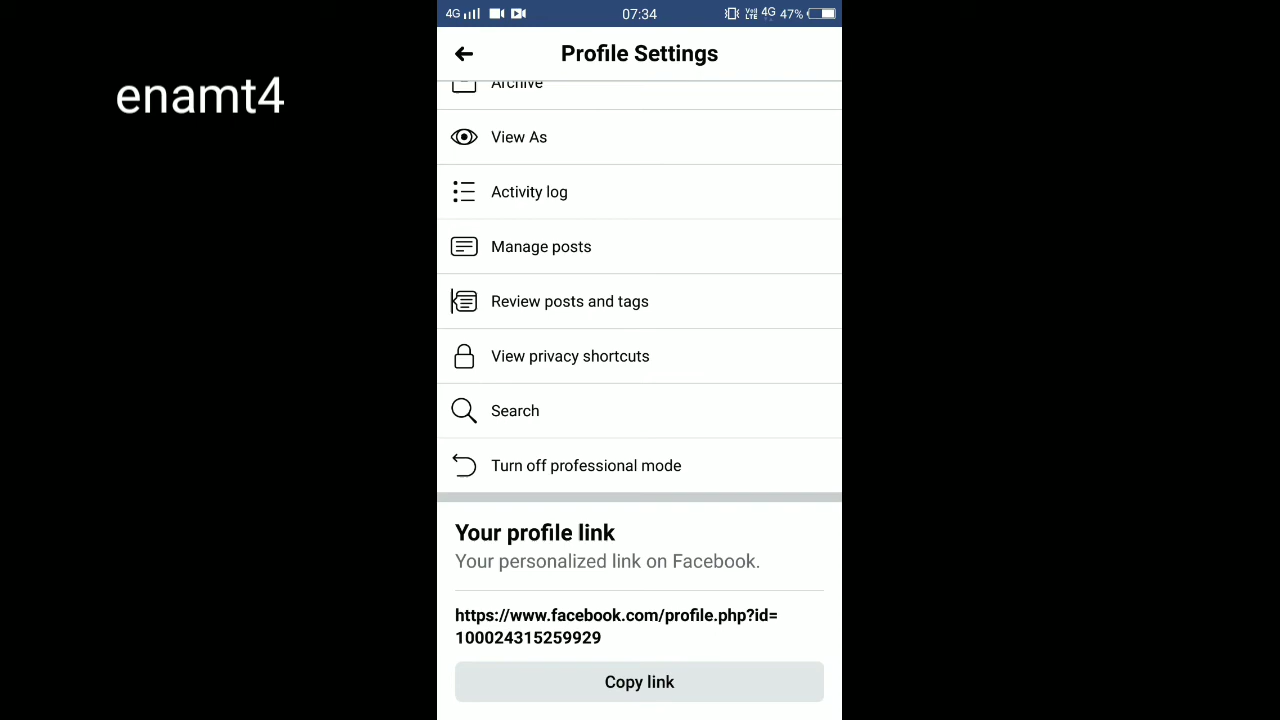 4G 07:34 VoI LTE 4G 47%
Profile Settings
enamt4
Archive
View As
Activity log
Manage posts
Review posts and tags
View privacy shortcuts
Search
Turn off professional mode
Your profile link
Your personalized link on Facebook.
https://www.facebook.com/profile.php?id=
100024315259929
Copy link